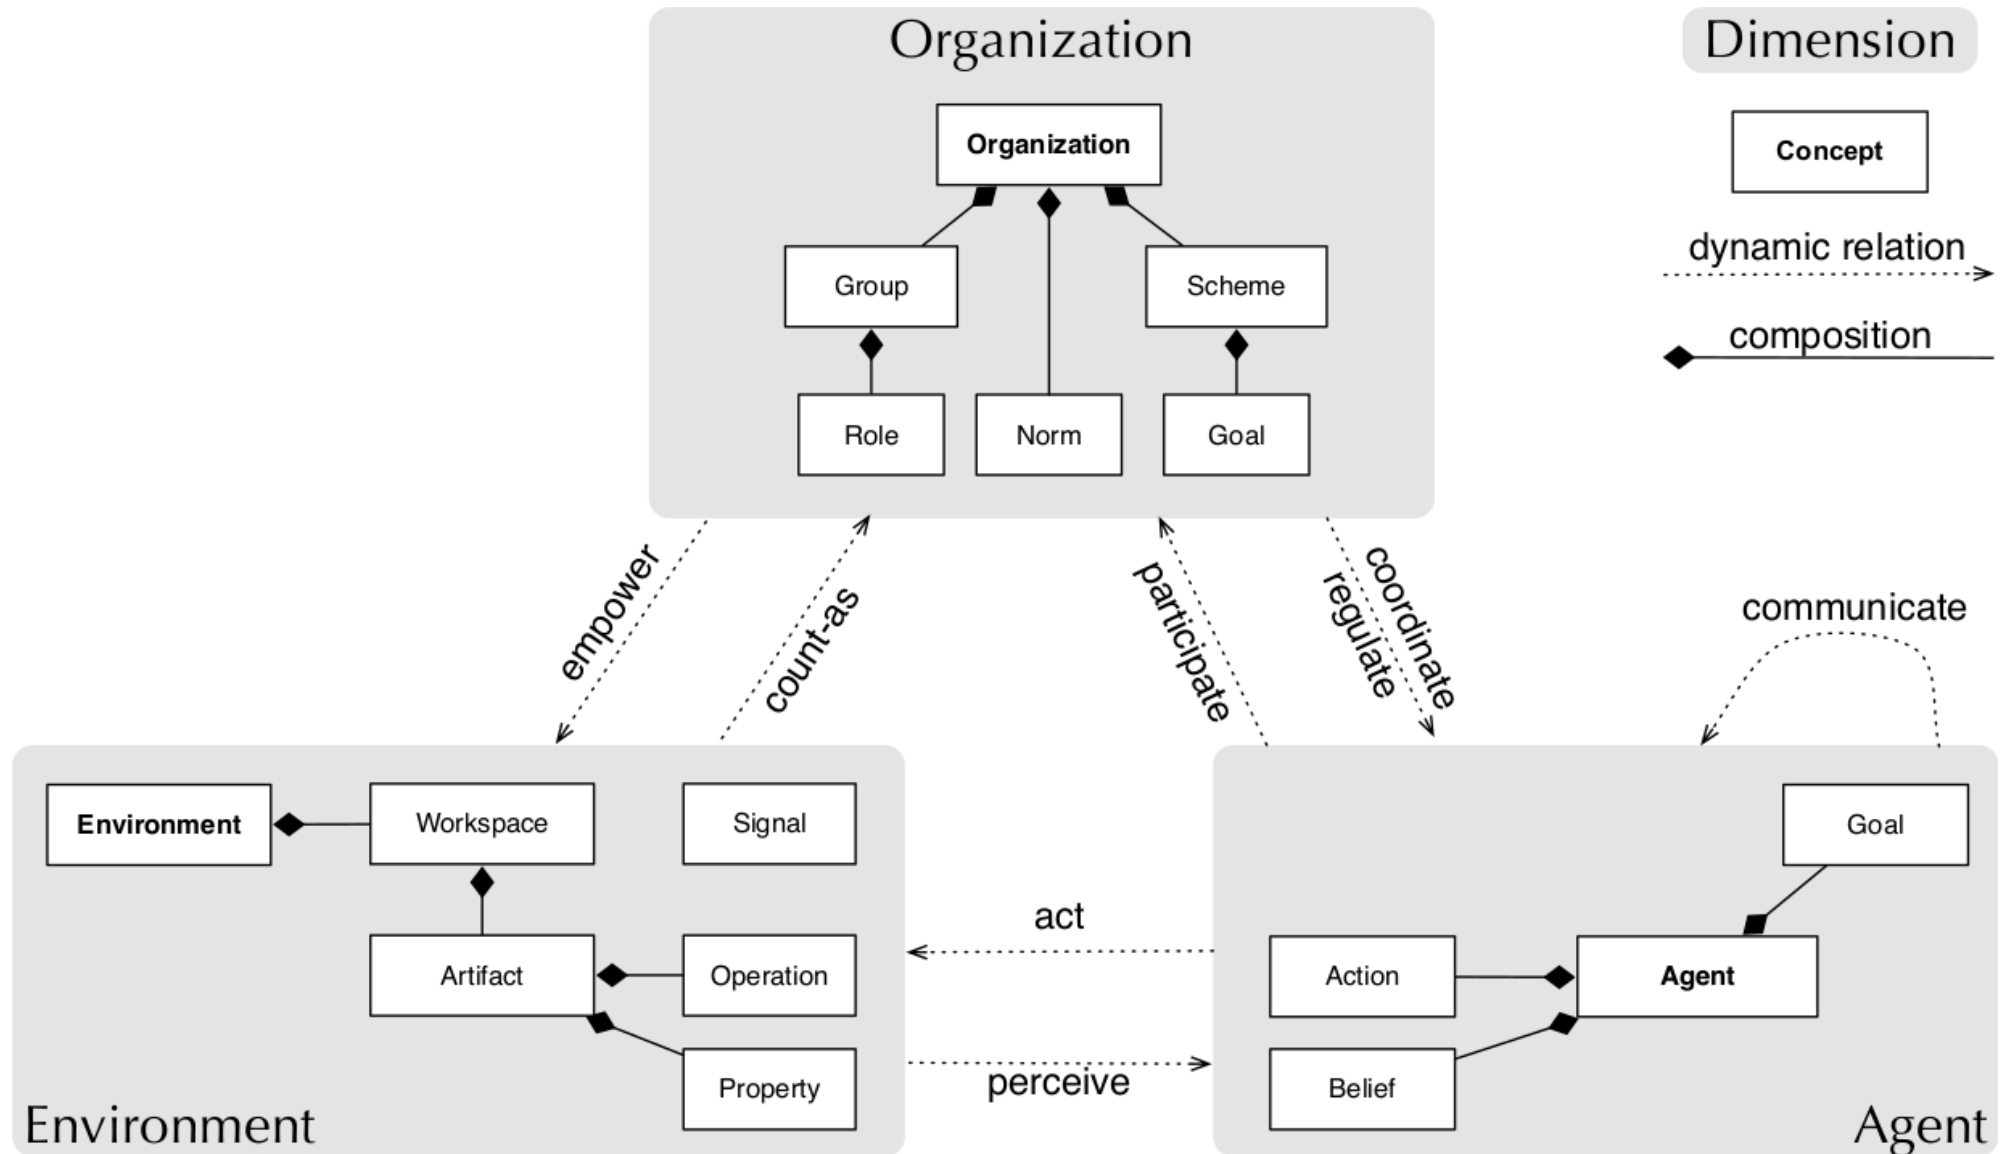 Organization
Dimension
Organization
Concept
dynamic relation
composition
Group
Scheme
Role
Norm
Goal
empower
count-as
participate
coordinate
regulate
communicate
Environment
Workspace
Signal
Goal
act
Artifact
Operation
Action
Agent
perceive
Property
Belief
Environment
Agent